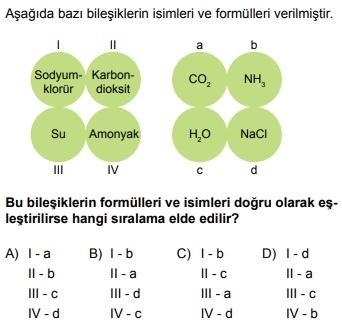 Aşağıda bazı bileşiklerin isimleri ve formülleri verilmiştir.
I II a b
Sodyum- Karbon- CO₂ NH₃
klorür dioksit
Su Amonyak H₂O NaCl
III IV c d
Bu bileşiklerin formülleri ve isimleri doğru olarak eş-
leştirilirse hangi sıralama elde edilir?
A) I - a B) I - b C) I - b D) I - d
II - b II - a II - c II - a
III - c III - d III - a III - c
IV - d IV - c IV - d IV - b